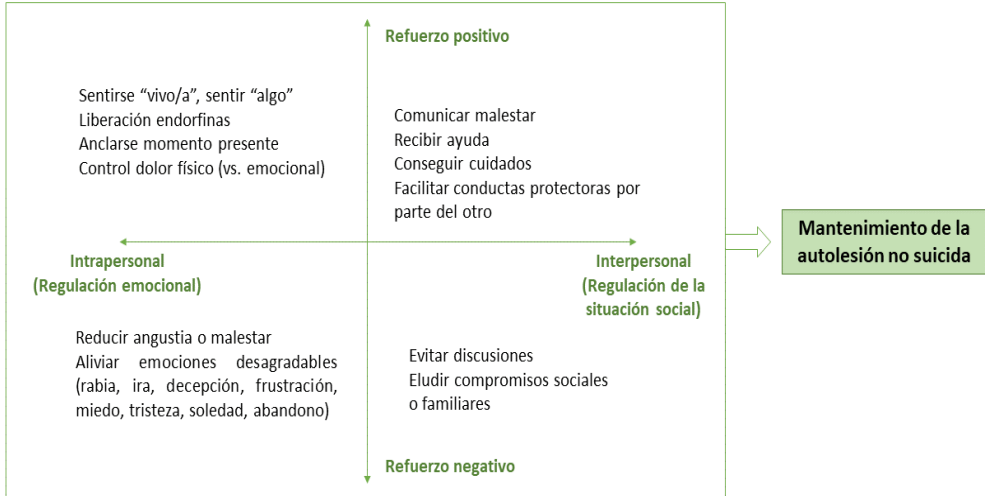 Refuerzo positivo
Sentirse “vivo/a”, sentir “algo”
Liberación endorfinas
Anclarse momento presente
Control dolor físico (vs. emocional)
Comunicar malestar
Recibir ayuda
Conseguir cuidados
Facilitar conductas protectoras por
parte del otro
Intrapersonal
(Regulación emocional)
Interpersonal
(Regulación de la
situación social)
Mantenimiento de la
autolesión no suicida
Reducir angustia o malestar
Aliviar emociones desagradables
(rabia, ira, decepción, frustración,
miedo, tristeza, soledad, abandono)
Evitar discusiones
Eludir compromisos sociales
o familiares
Refuerzo negativo